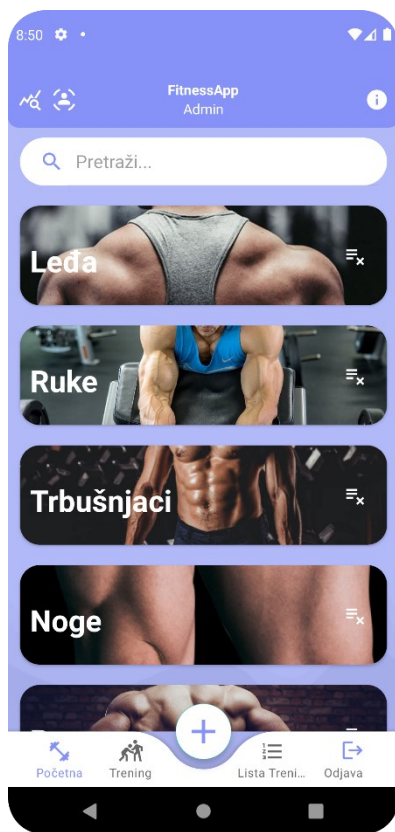 8:50
FitnessApp
Admin
Pretraži...
Leđa
Ruke
Trbušnjaci
Noge
Početna
Trening
Lista Treni...
Odjava